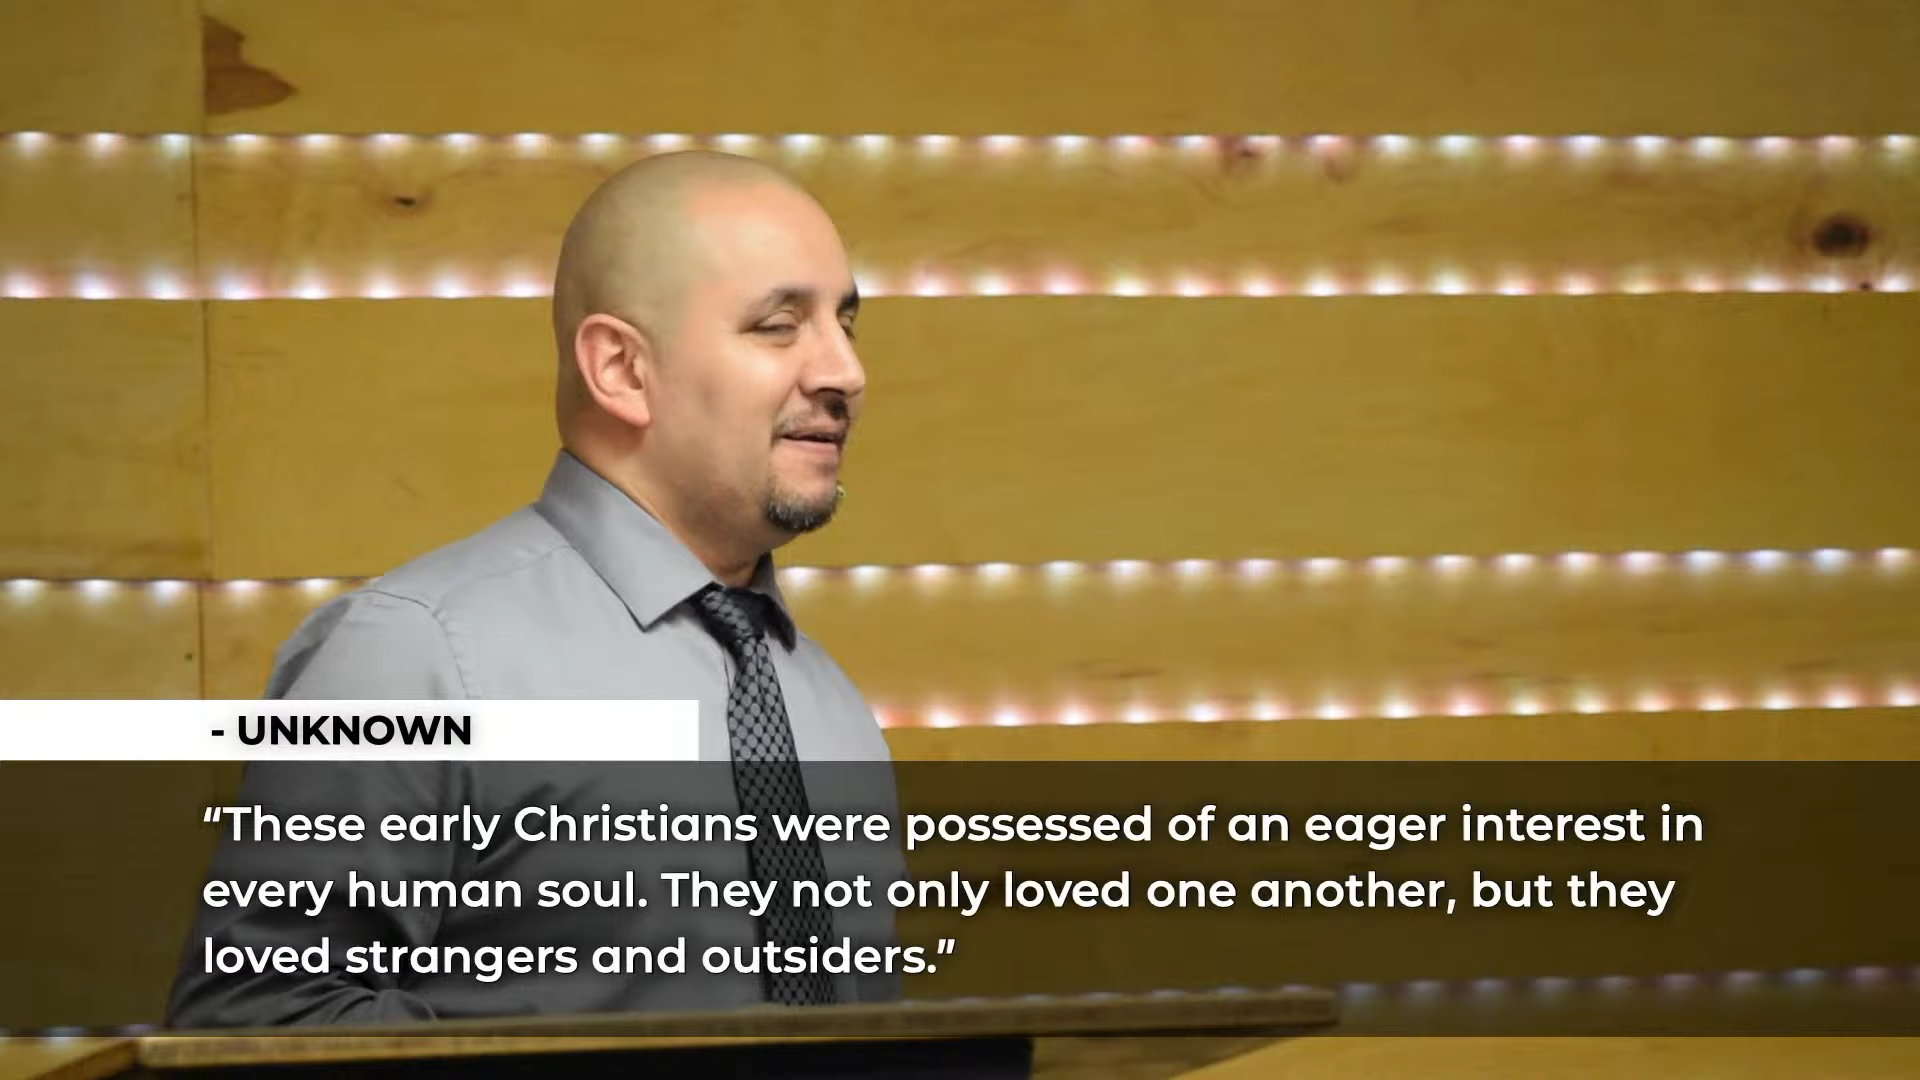 - UNKNOWN
“These early Christians were possessed of an eager interest in
every human soul. They not only loved one another, but they
loved strangers and outsiders.”